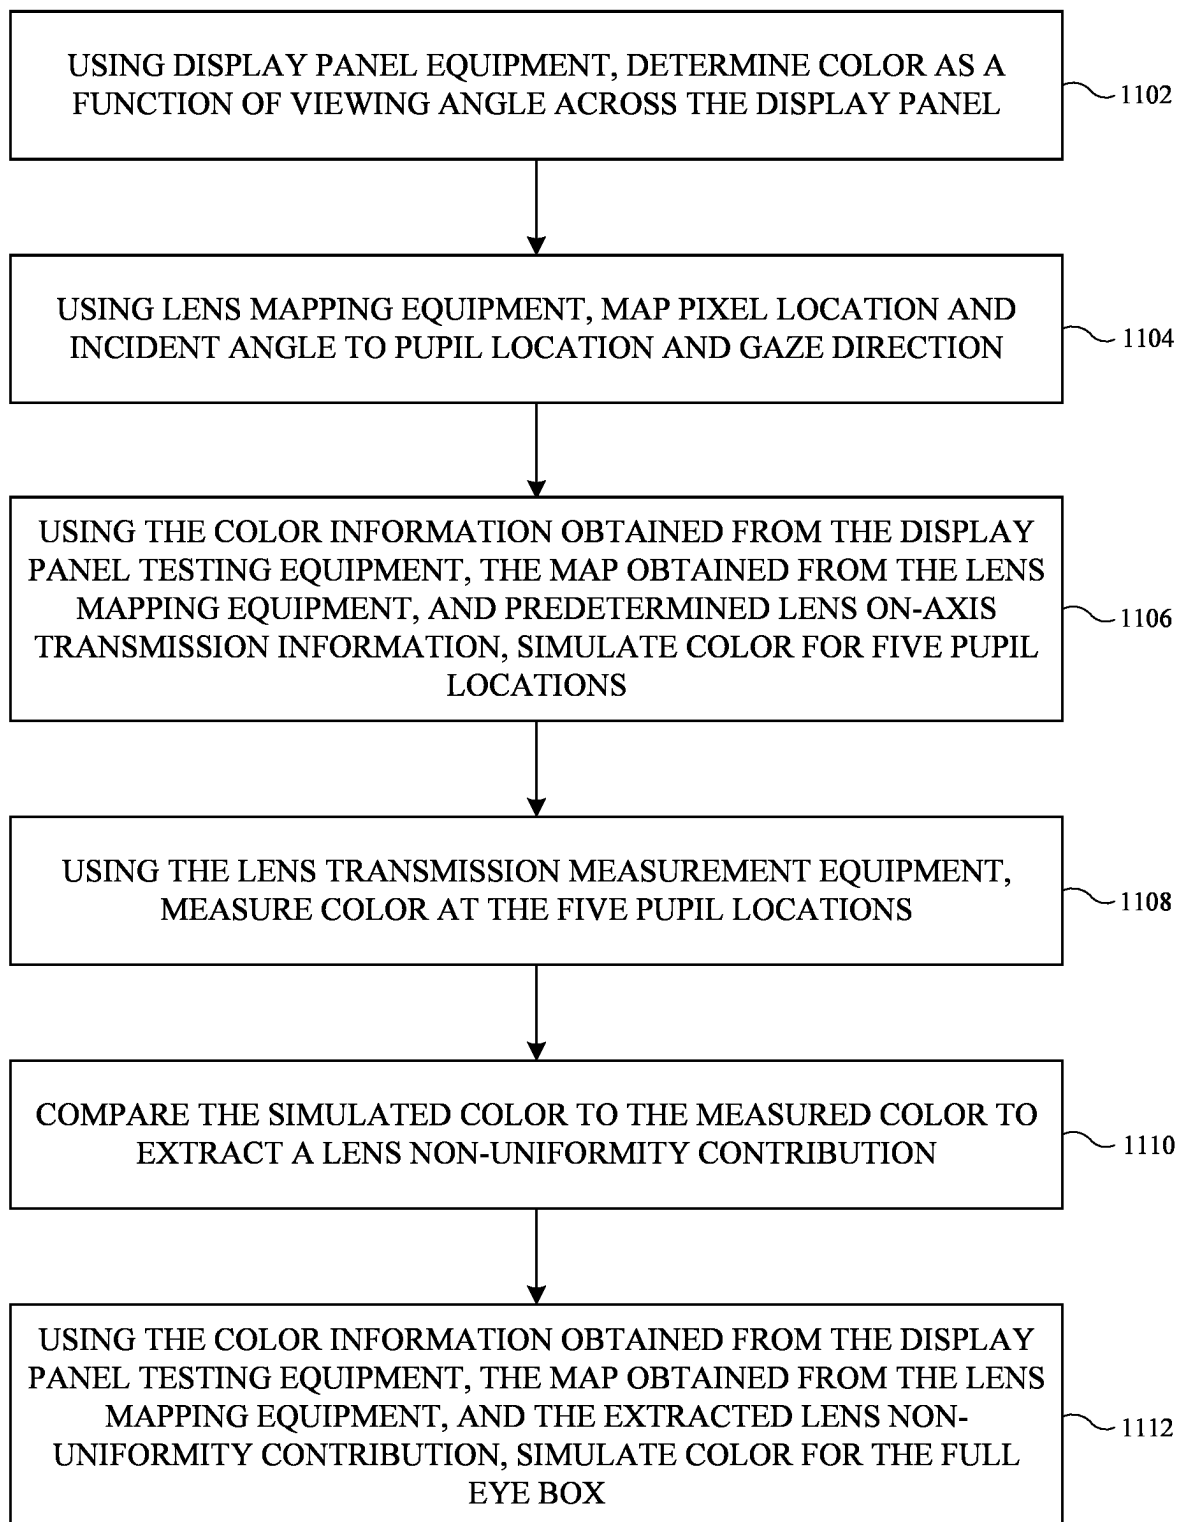 USING DISPLAY PANEL EQUIPMENT, DETERMINE COLOR AS A
FUNCTION OF VIEWING ANGLE ACROSS THE DISPLAY PANEL
1102
USING LENS MAPPING EQUIPMENT, MAP PIXEL LOCATION AND
INCIDENT ANGLE TO PUPIL LOCATION AND GAZE DIRECTION
1104
USING THE COLOR INFORMATION OBTAINED FROM THE DISPLAY
PANEL TESTING EQUIPMENT, THE MAP OBTAINED FROM THE LENS
MAPPING EQUIPMENT, AND PREDETERMINED LENS ON-AXIS
TRANSMISSION INFORMATION, SIMULATE COLOR FOR FIVE PUPIL
LOCATIONS
1106
USING THE LENS TRANSMISSION MEASUREMENT EQUIPMENT,
MEASURE COLOR AT THE FIVE PUPIL LOCATIONS
1108
COMPARE THE SIMULATED COLOR TO THE MEASURED COLOR TO
EXTRACT A LENS NON-UNIFORMITY CONTRIBUTION
1110
USING THE COLOR INFORMATION OBTAINED FROM THE DISPLAY
PANEL TESTING EQUIPMENT, THE MAP OBTAINED FROM THE LENS
MAPPING EQUIPMENT, AND THE EXTRACTED LENS NON-
UNIFORMITY CONTRIBUTION, SIMULATE COLOR FOR THE FULL
EYE BOX
1112